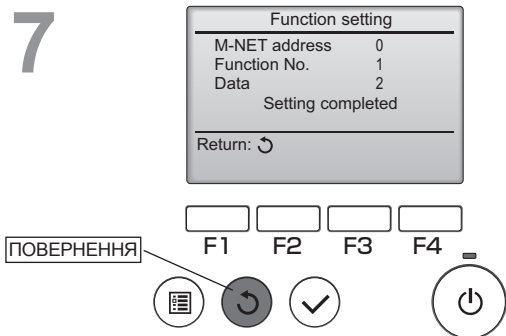 7
Function setting
M-NET address 0
Function No. 1
Data 2
Setting completed
Return:
F1 F2 F3 F4
ПОВЕРНЕННЯ